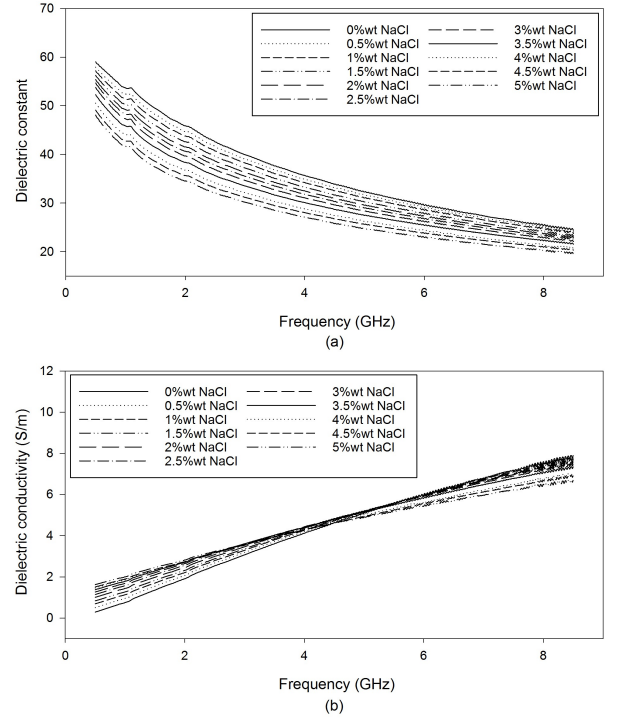 70
60
50
40
30
20
Dielectric constant
0%wt NaCl
0.5%wt NaCl
1%wt NaCl
1.5%wt NaCl
2%wt NaCl
2.5%wt NaCl
3%wt NaCl
3.5%wt NaCl
4%wt NaCl
4.5%wt NaCl
5%wt NaCl
0 2 4 6 8
Frequency (GHz)
(a)
12
10
8
6
4
2
0
Dielectric conductivity (S/m)
0%wt NaCl
0.5%wt NaCl
1%wt NaCl
1.5%wt NaCl
2%wt NaCl
2.5%wt NaCl
3%wt NaCl
3.5%wt NaCl
4%wt NaCl
4.5%wt NaCl
5%wt NaCl
0 2 4 6 8
Frequency (GHz)
(b)